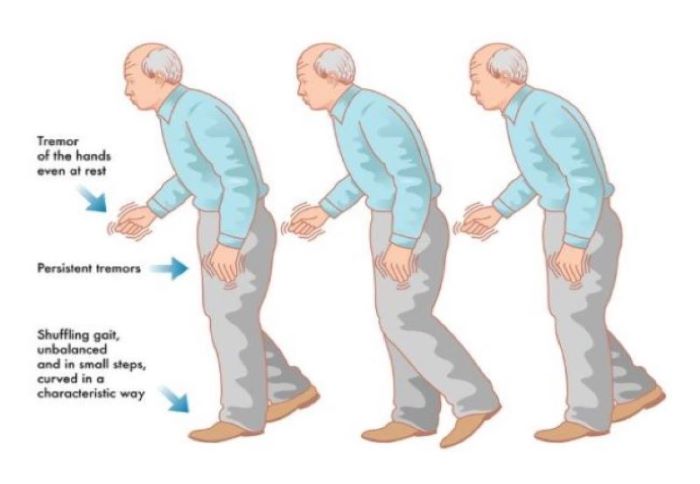 Tremor
of the hands
even at rest
Persistent tremors
Shuffling gait,
unbalanced
and in small steps,
curved in a
characteristic way